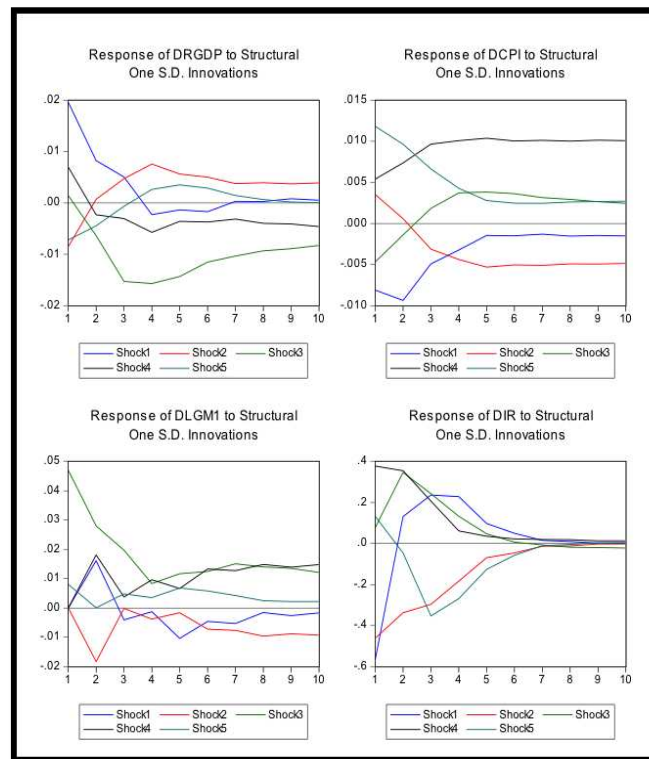 Response of DRGDP to Structural
One S.D. Innovations
.02
.01
.00
-.01
-.02
1 2 3 4 5 6 7 8 9 10
Shock1 Shock2 Shock3
Shock4 Shock5
Response of DCPI to Structural
One S.D. Innovations
.015
.010
.005
.000
-.005
-.010
1 2 3 4 5 6 7 8 9 10
Shock1 Shock2 Shock3
Shock4 Shock5
Response of DLGM1 to Structural
One S.D. Innovations
.05
.04
.03
.02
.01
.00
-.01
-.02
1 2 3 4 5 6 7 8 9 10
Shock1 Shock2 Shock3
Shock4 Shock5
Response of DIR to Structural
One S.D. Innovations
.4
.2
.0
-.2
-.4
-.6
1 2 3 4 5 6 7 8 9 10
Shock1 Shock2 Shock3
Shock4 Shock5